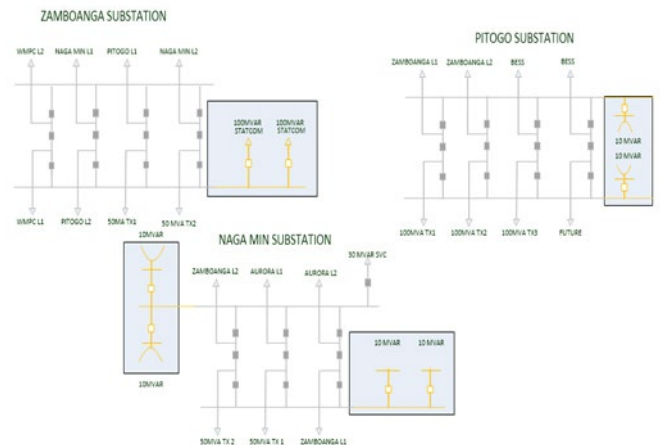 ZAMBOANGA SUBSTATION
WMPC L2
NAGA MIN L1
PITOGO L1
NAGA MIN L2
100MVAR
STATCOM
100MVAR
STATCOM
WMPC L1
PITOGO L2
50MA TX1
50 MVA TX2
PITOGO SUBSTATION
ZAMBOANGA L1
ZAMBOANGA L2
BESS
BESS
10 MVAR
10 MVAR
100MVA TX1
100MVA TX2
100MVA TX3
FUTURE
NAGA MIN SUBSTATION
10MVAR
ZAMBOANGA L2
AURORA L1
AURORA L2
30 MVAR SVC
10 MVAR
10 MVAR
10MVAR
50MVA TX 2
50MVA TX 1
ZAMBOANGA L1